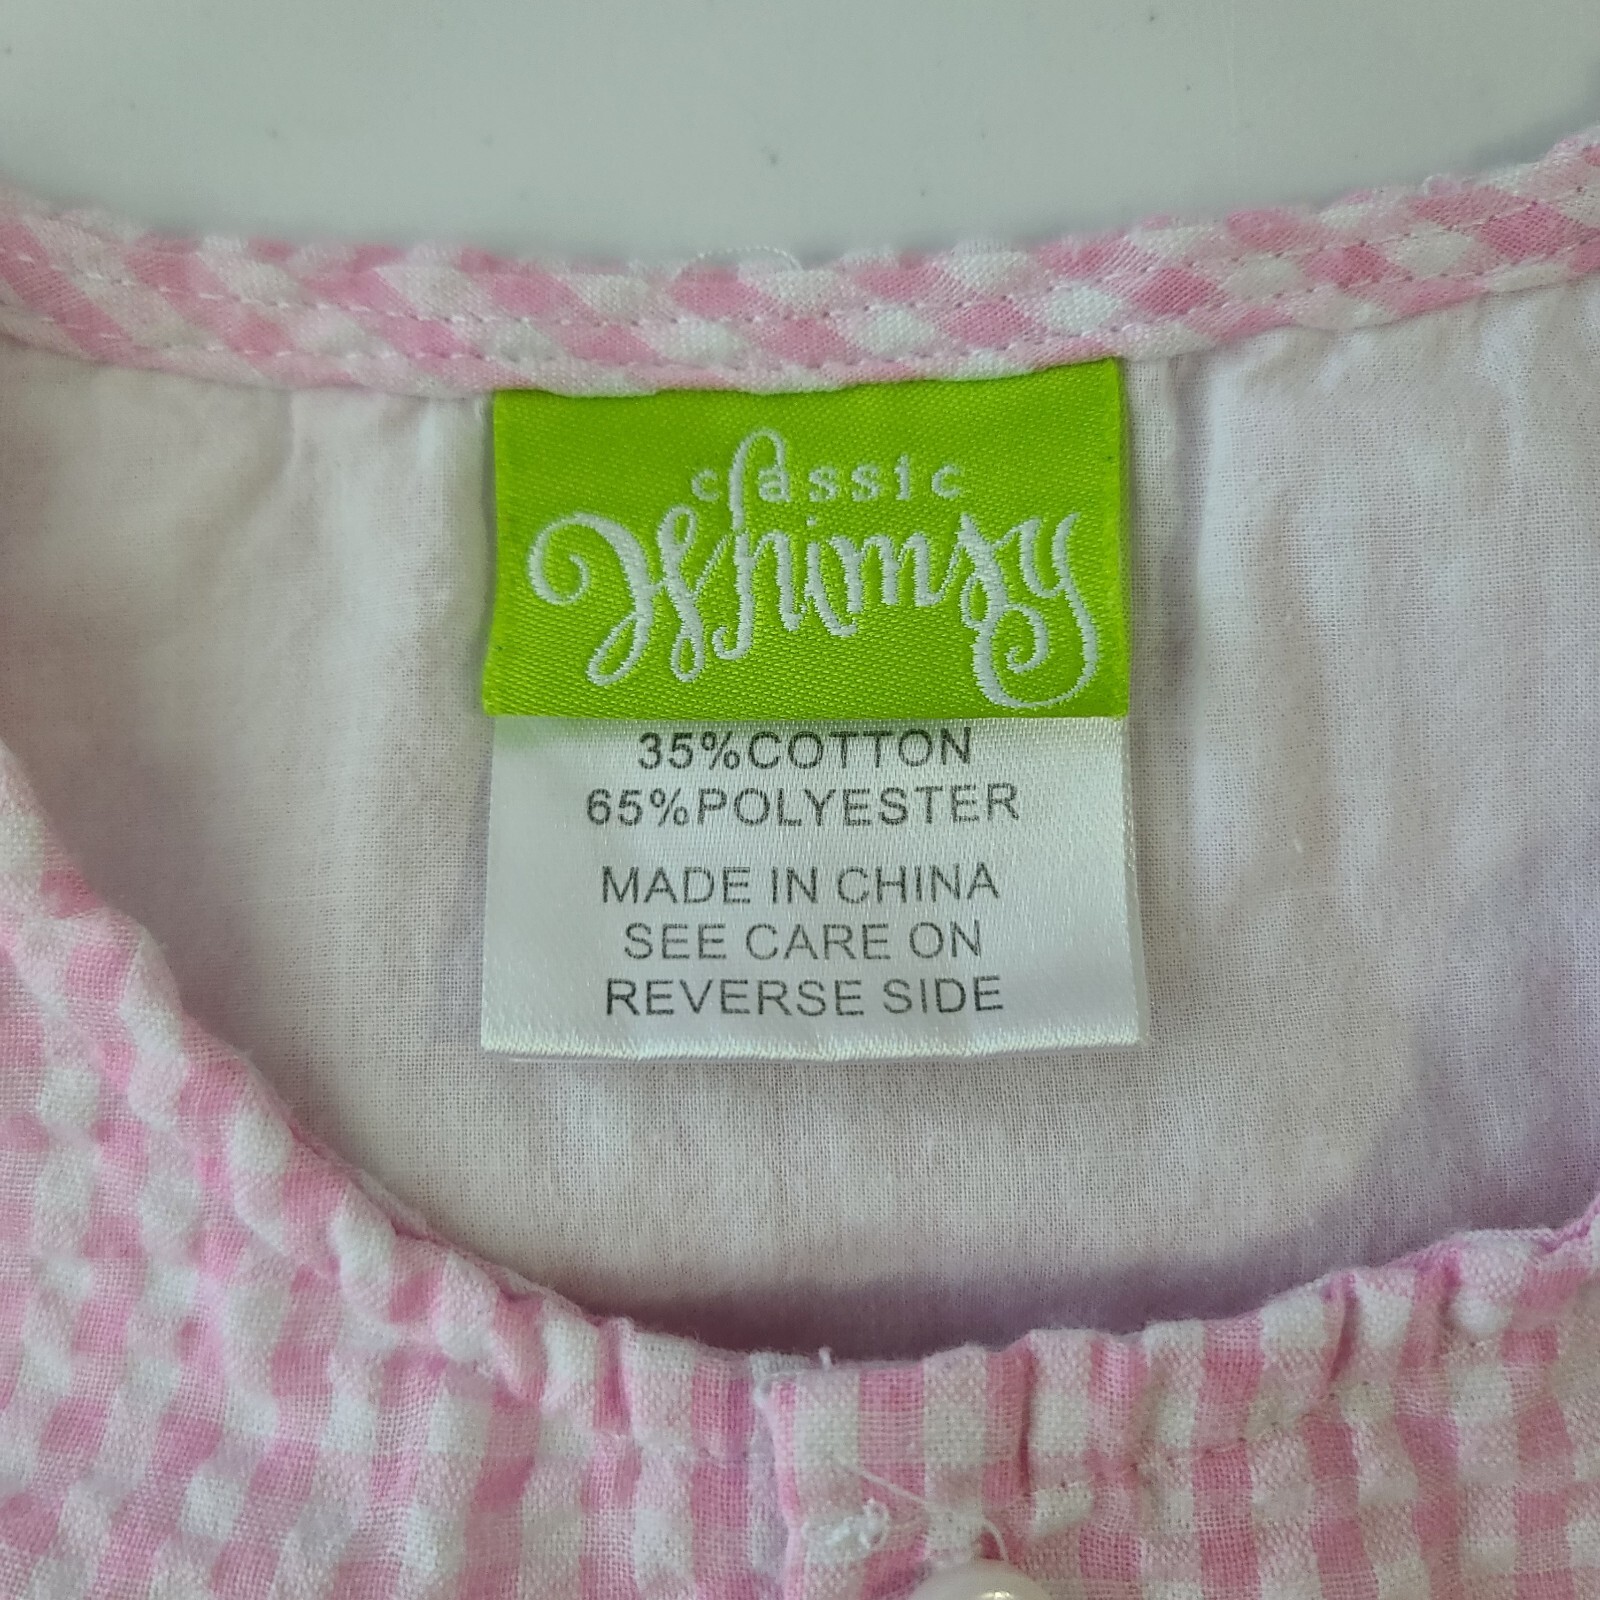 classic
Whimsy
35%COTTON
65%POLYESTER
MADE IN CHINA
SEE CARE ON
REVERSE SIDE